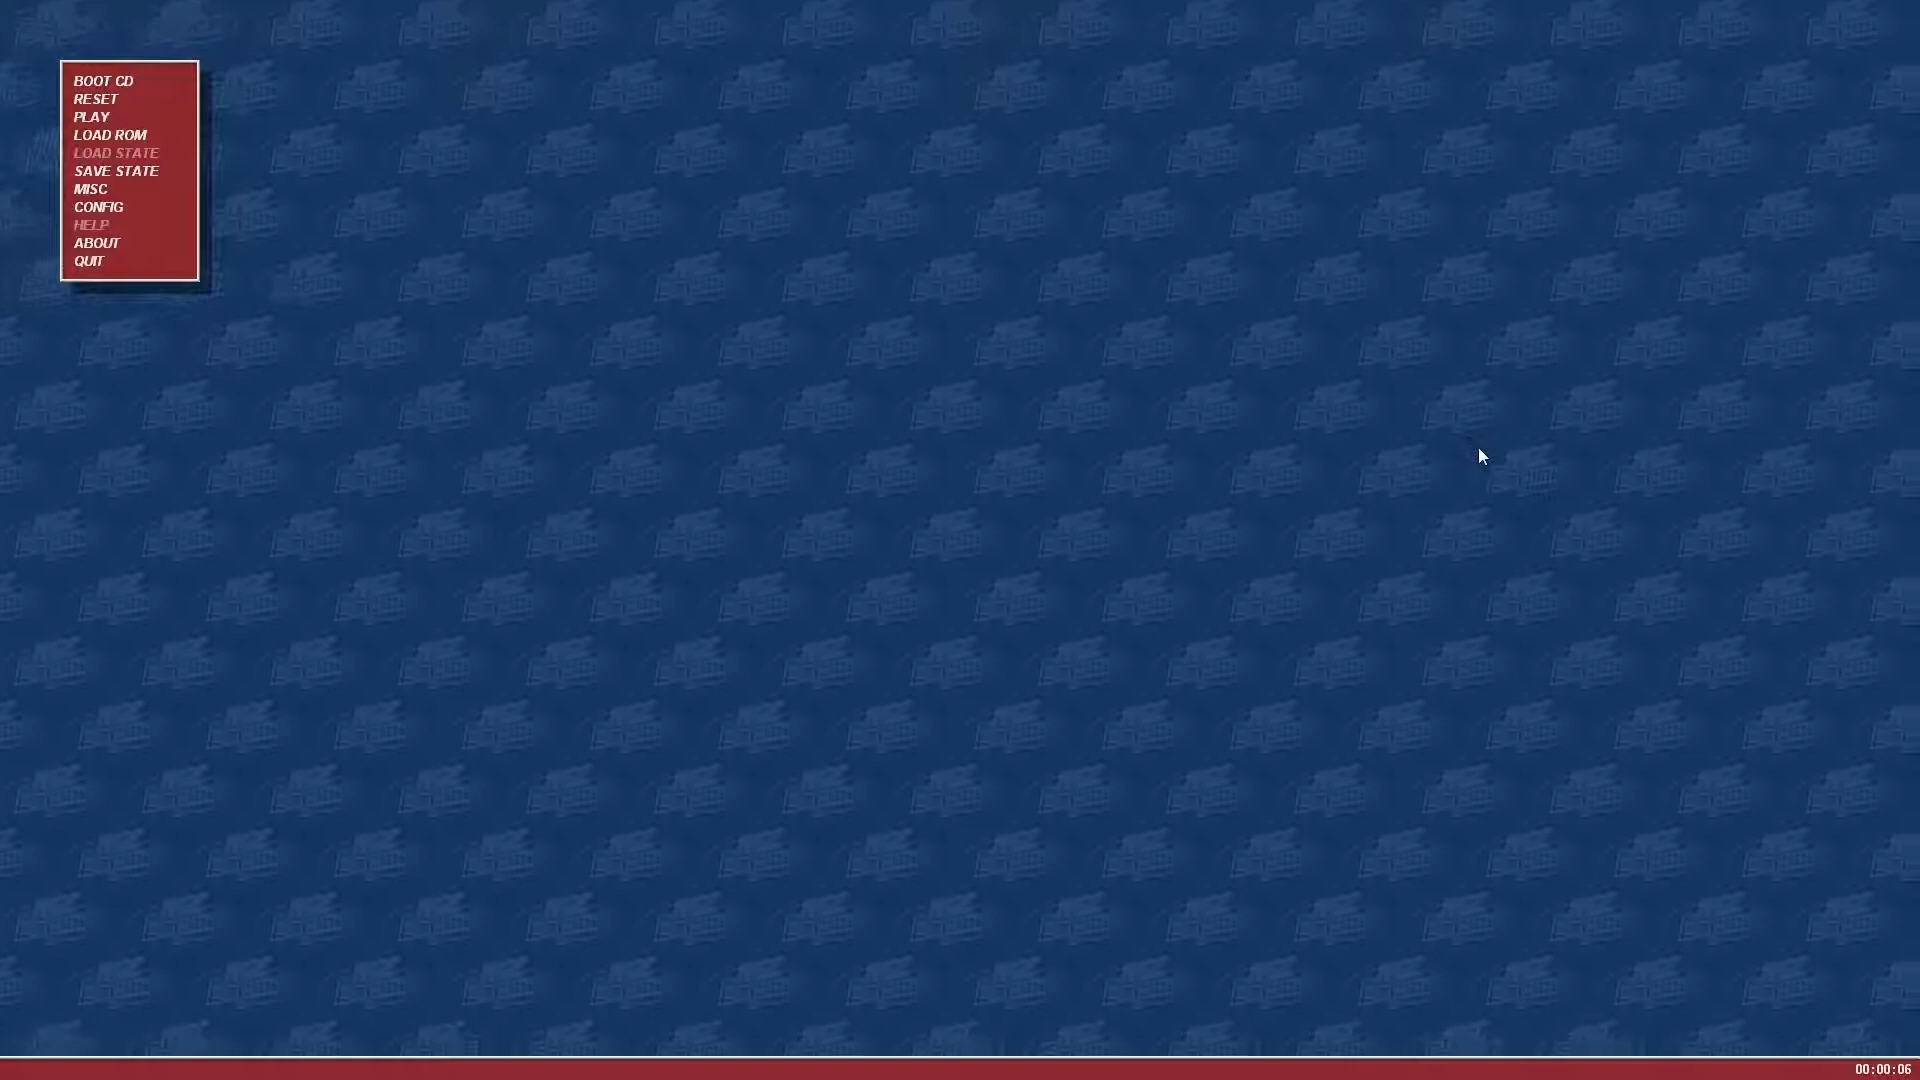 BOOT CD
RESET
PLAY
LOAD ROM
LOAD STATE
SAVE STATE
MISC
CONFIG
HELP
ABOUT
QUIT
00:00:06